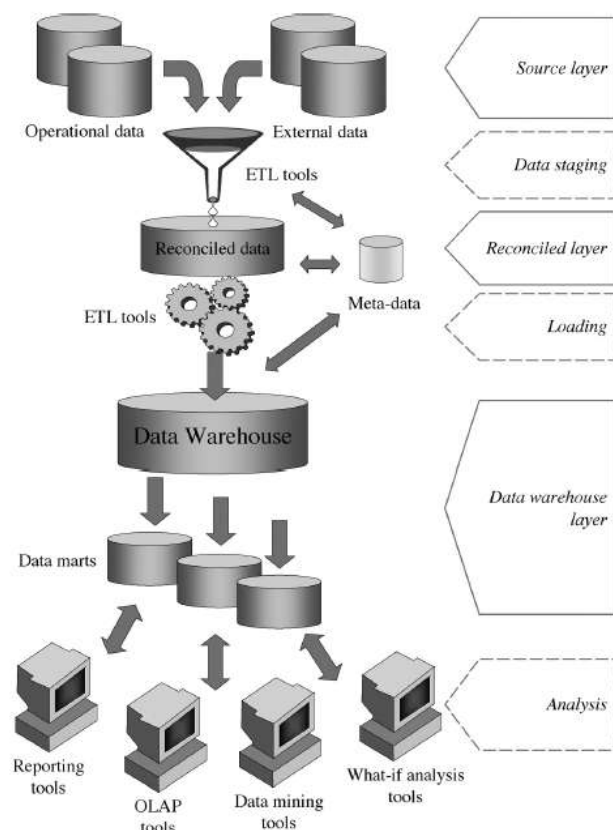 Source layer
Operational data
External data
Data staging
ETL tools
Reconciled data
Reconciled layer
Meta-data
ETL tools
Loading
Data Warehouse
Data warehouse
layer
Data marts
Analysis
Reporting
tools
OLAP
tools
Data mining
tools
What-if analysis
tools